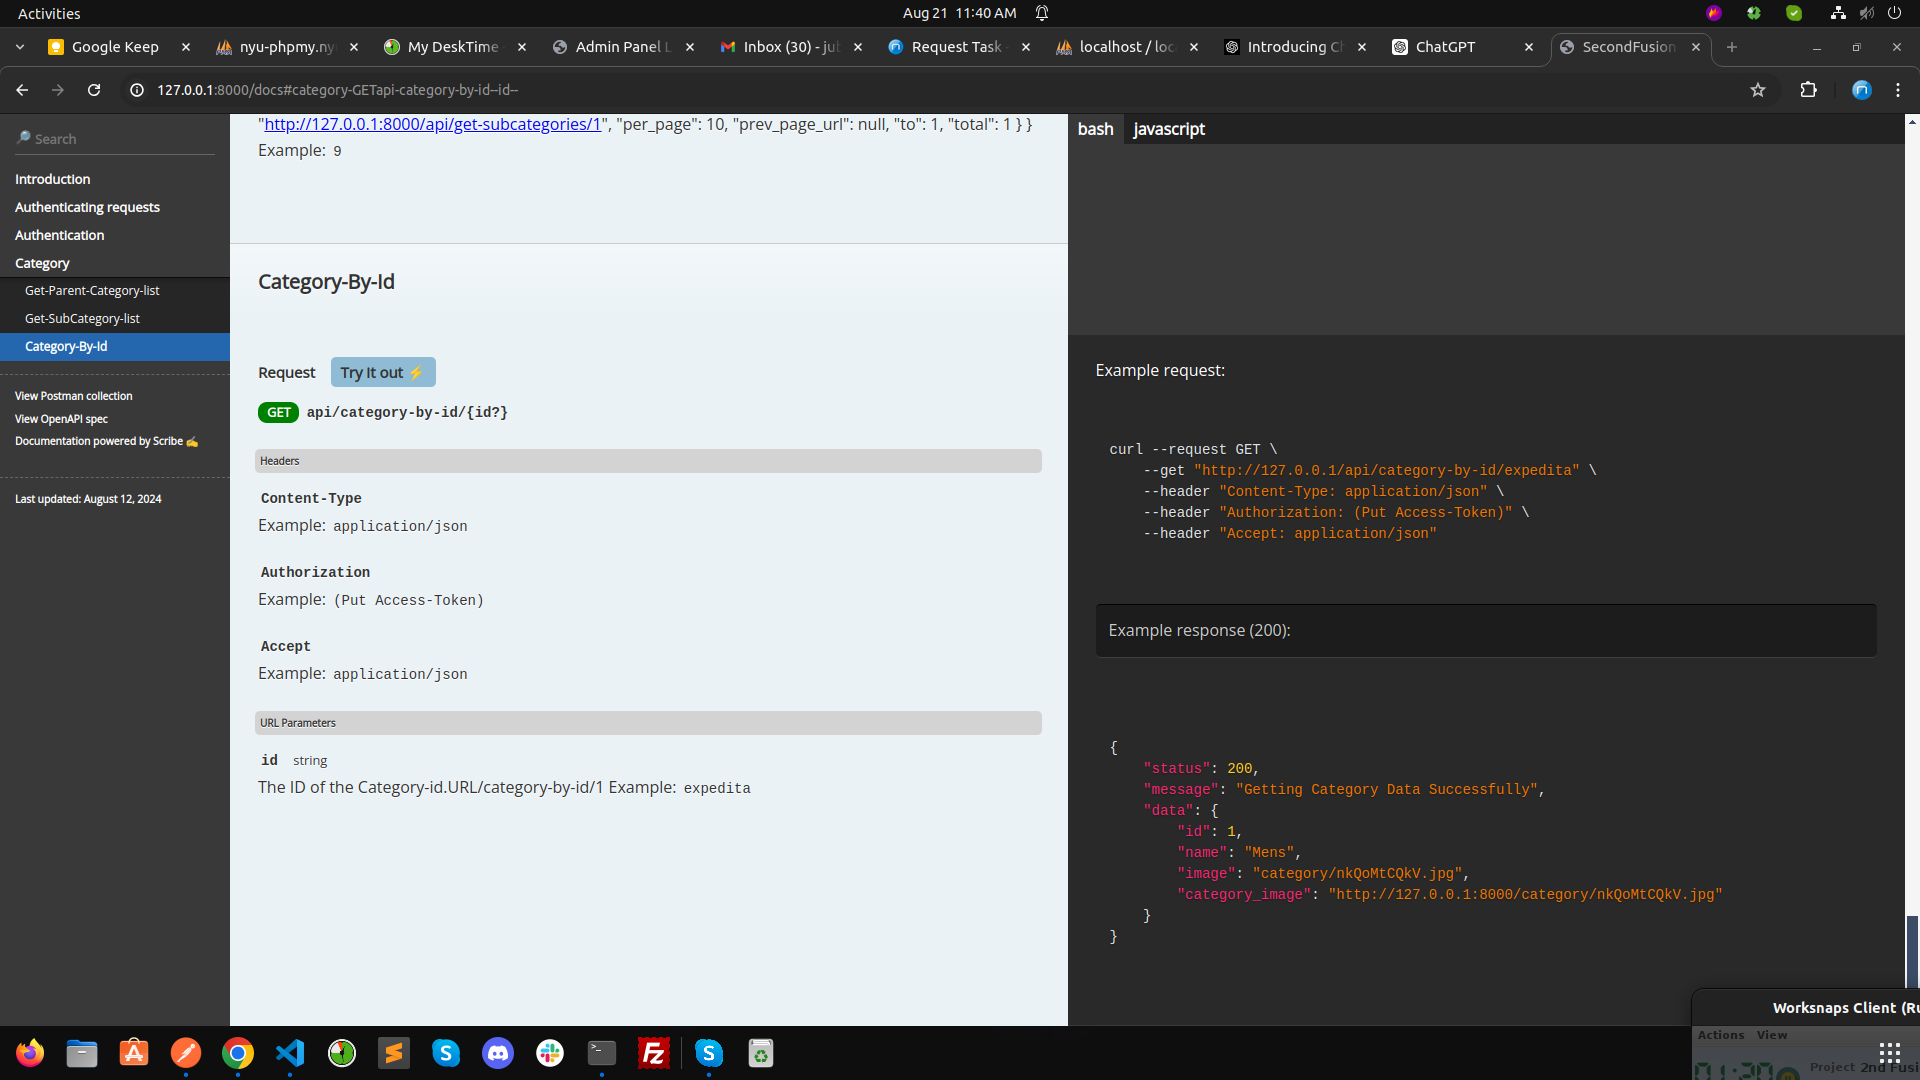 Activities
Aug 21 11:40 AM
Google Keep
nyu-phpmy.ny
My DeskTime -
Admin Panel L
Inbox (30) - jul
Request Task
localhost / loc
Introducing Ch
ChatGPT
SecondFusion
127.0.0.1:8000/docs#category-GETapi-category-by-id--id--
Search
Introduction
Authenticating requests
Authentication
Category
Get-Parent-Category-list
Get-SubCategory-list
Category-By-Id
View Postman collection
View OpenAPI spec
Documentation powered by Scribe ✍
Last updated: August 12, 2024
"http://127.0.0.1:8000/api/get-subcategories/1", "per_page": 10, "prev_page_url": null, "to": 1, "total": 1 } }
Example: 9
Category-By-Id
Request Try it out ⚡
GET api/category-by-id/{id?}
Headers
Content-Type
Example: application/json
Authorization
Example: (Put Access-Token)
Accept
Example: application/json
URL Parameters
id string
The ID of the Category-id.URL/category-by-id/1 Example: expedita
bash javascript
Example request:
curl --request GET \
--get "http://127.0.0.1/api/category-by-id/expedita" \
--header "Content-Type: application/json" \
--header "Authorization: (Put Access-Token)" \
--header "Accept: application/json"
Example response (200):
{
"status": 200,
"message": "Getting Category Data Successfully",
"data": {
"id": 1,
"name": "Mens",
"image": "category/nkQoMtCQkV.jpg",
"category_image": "http://127.0.0.1:8000/category/nkQoMtCQkV.jpg"
}
}
Worksnaps Client (Ru
Actions View
01:30
Project 2nd Fusi